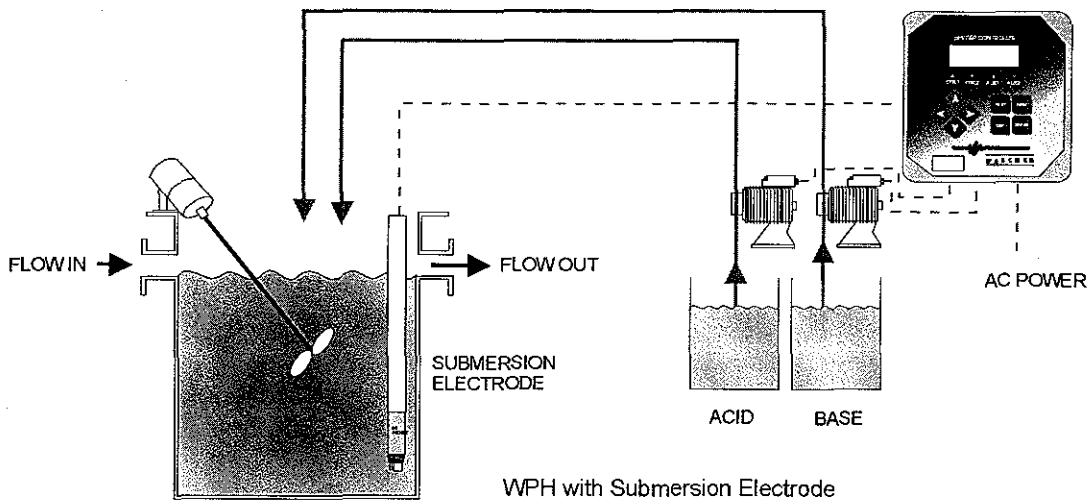 FLOW IN
FLOW OUT
SUBMERSION
ELECTRODE
ACID
BASE
AC POWER
WPH with Submersion Electrode